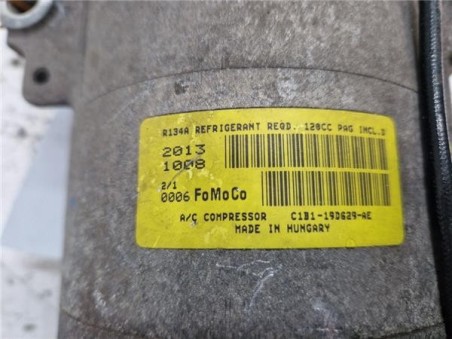 R134A REFRIGERANT REQD. 120CC PAG INCL.D
2013
1008
2/1
0006 FoMoCo
A/C COMPRESSOR C1B1-19D629-AE
MADE IN HUNGARY